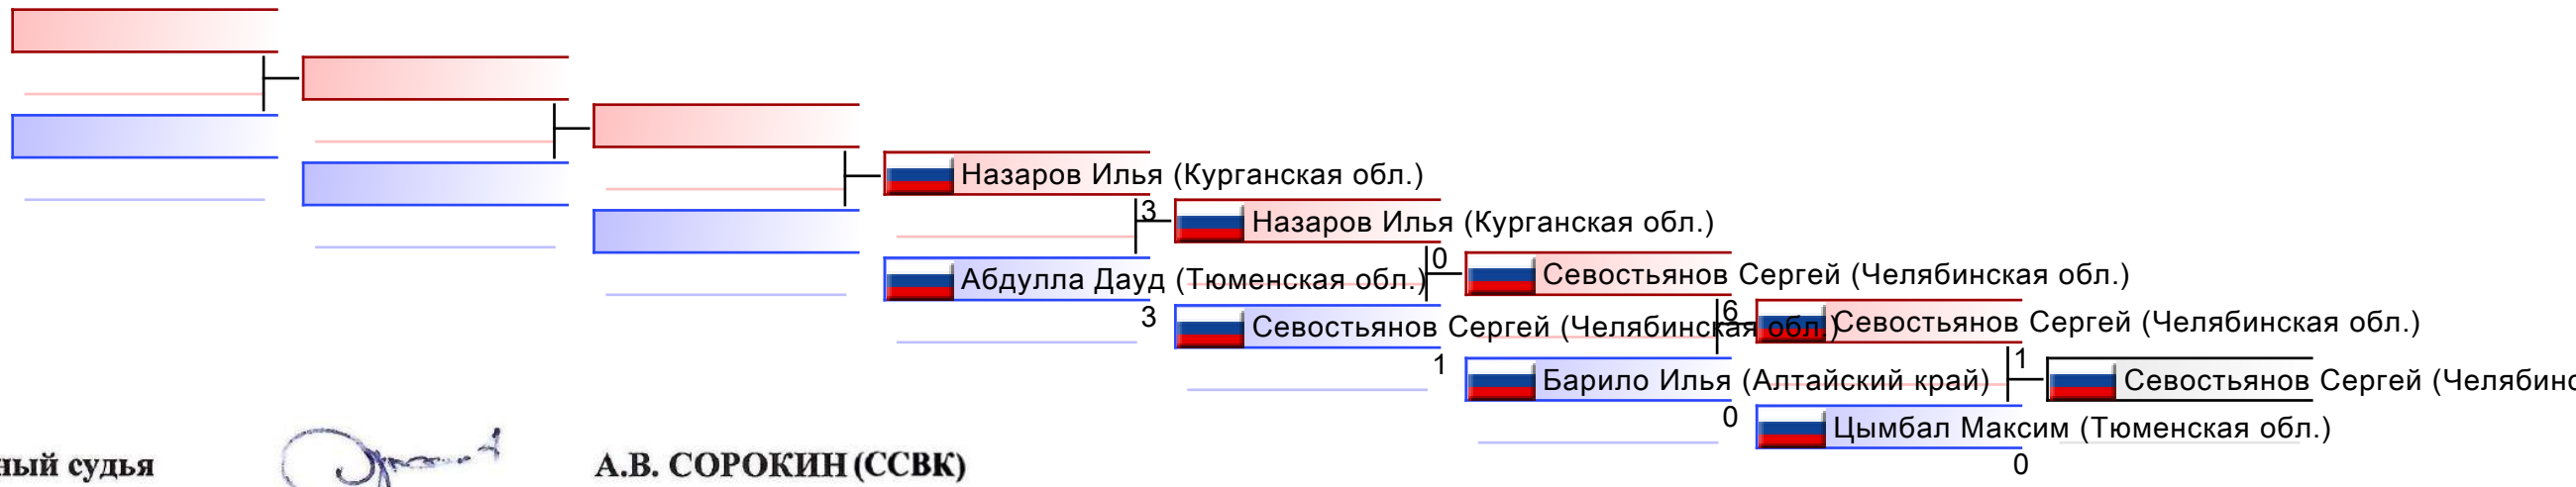 Назаров Илья (Курганская обл.)
3
Назаров Илья (Курганская обл.)
0
Абдулла Дауд (Тюменская обл.)
3
Севостьянов Сергей (Челябинская обл.)
6
Севостьянов Сергей (Челябинская обл.)
1
Севостьянов Сергей (Челябинская обл.)
1
Барило Илья (Алтайский край)
0
Севостьянов Сергей (Челябинс
Цымбал Максим (Тюменская обл.)
0
ный судья
А.В. СОРОКИН (ССВК)